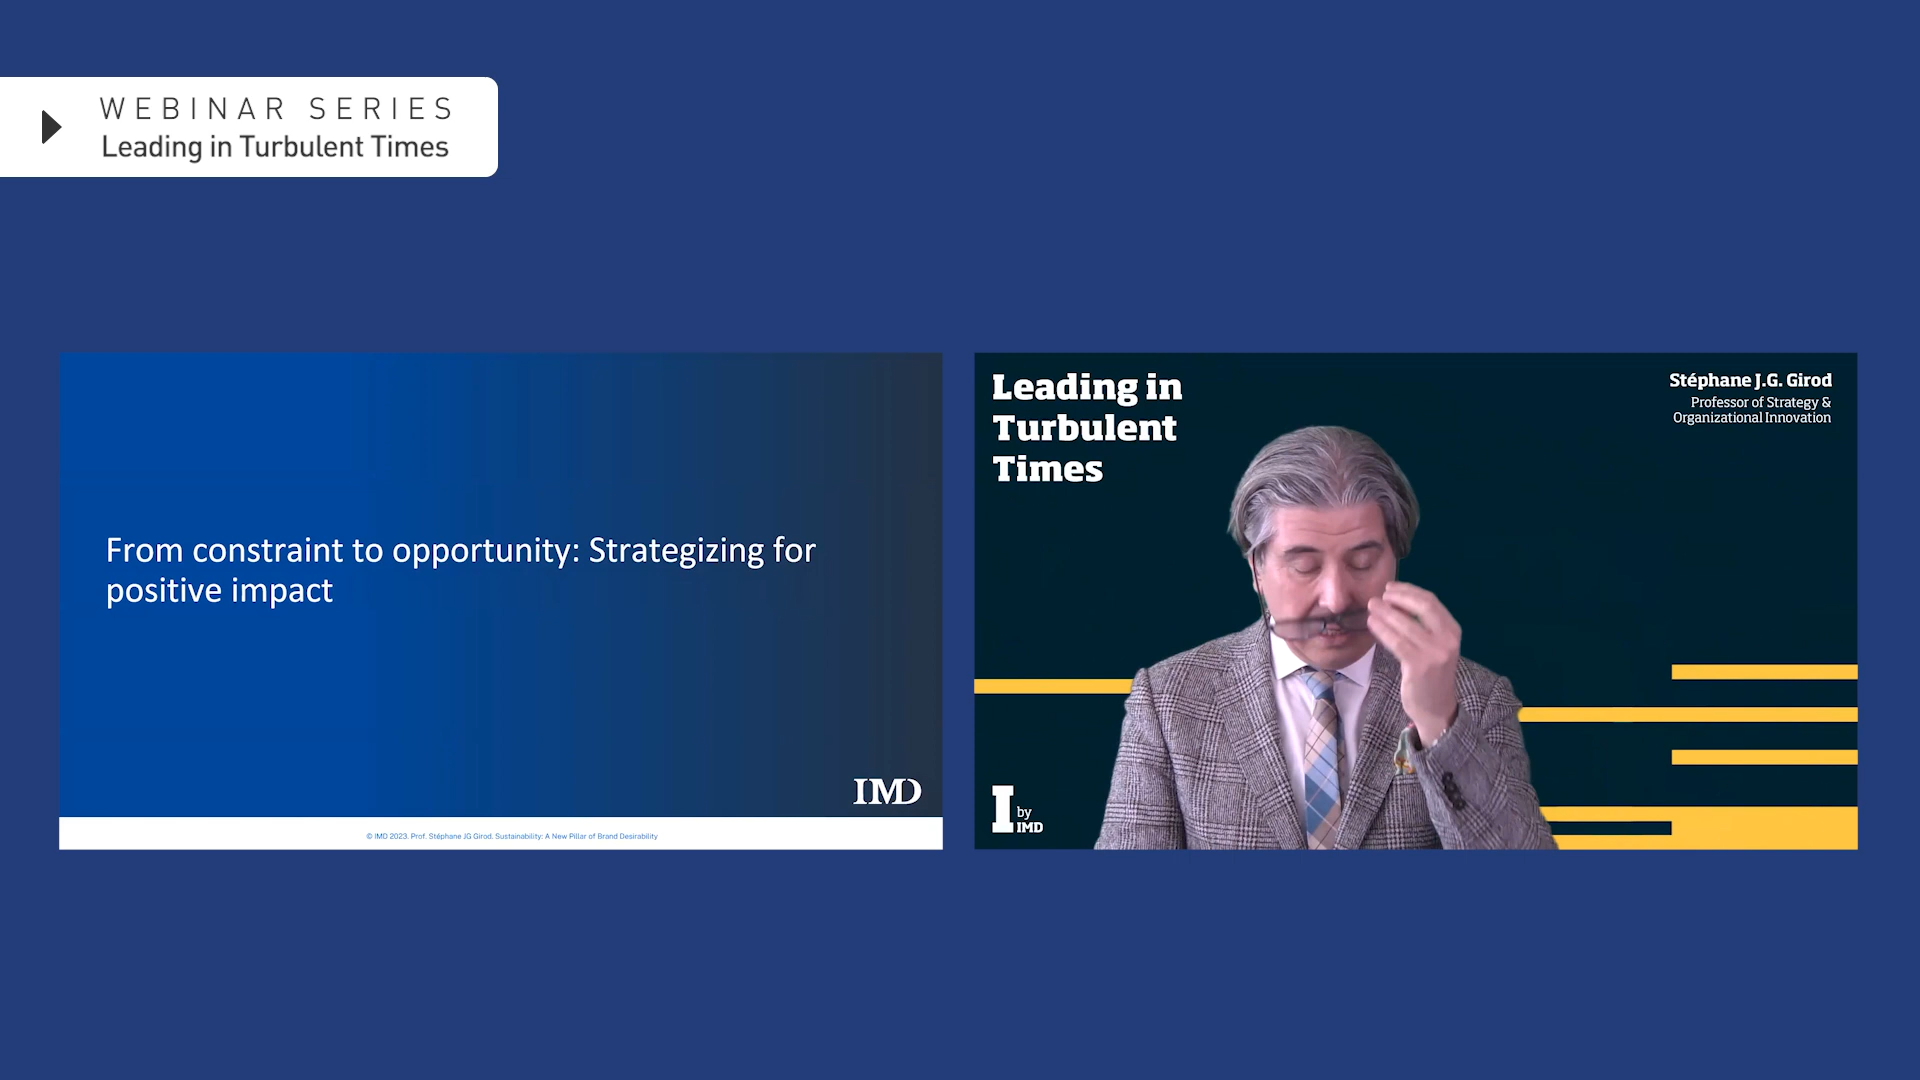 WEBINAR SERIES
Leading in Turbulent Times
From constraint to opportunity: Strategizing for
positive impact
IMD
© IMD 2023. Prof. Stéphane JG Girod. Sustainability: A New Pillar of Brand Desirability
Leading in
Turbulent
Times
Stéphane J.G. Girod
Professor of Strategy &
Organizational Innovation
I by
IMD